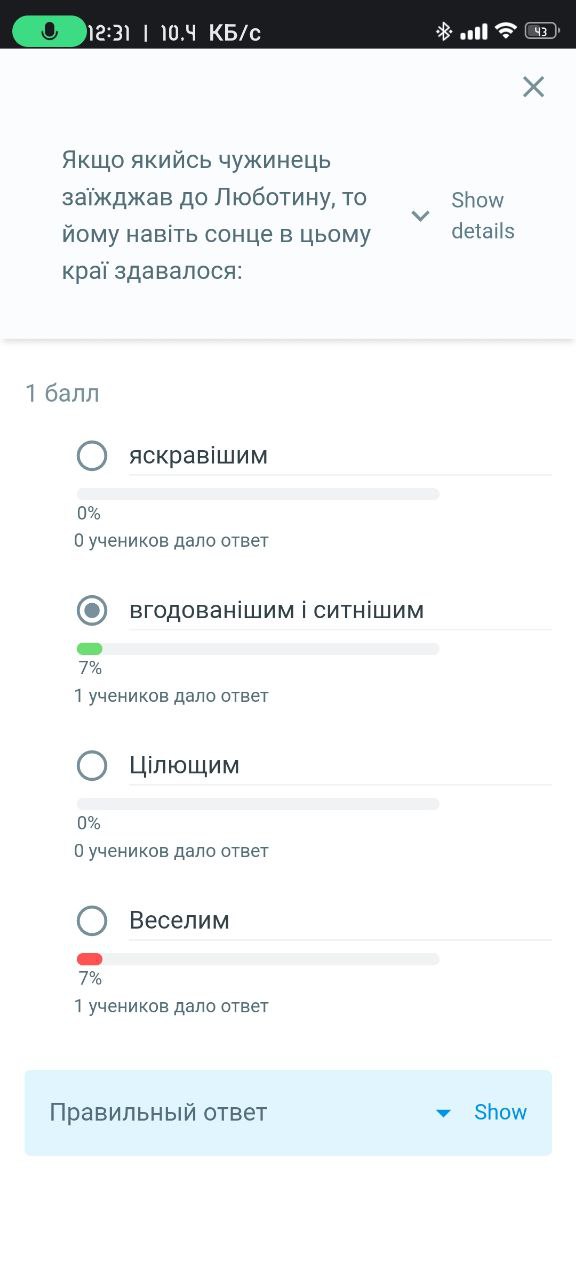 12:31 | 10.4 КБ/с
43
Якщо якийсь чужинець
заїжджав до Люботину, то
йому навіть сонце в цьому
краї здавалося:
Show
details
1 балл
яскравішим
0%
0 учеников дало ответ
вгодованішим і ситнішим
7%
1 учеников дало ответ
Цілющим
0%
0 учеников дало ответ
Веселим
7%
1 учеников дало ответ
Правильный ответ
Show